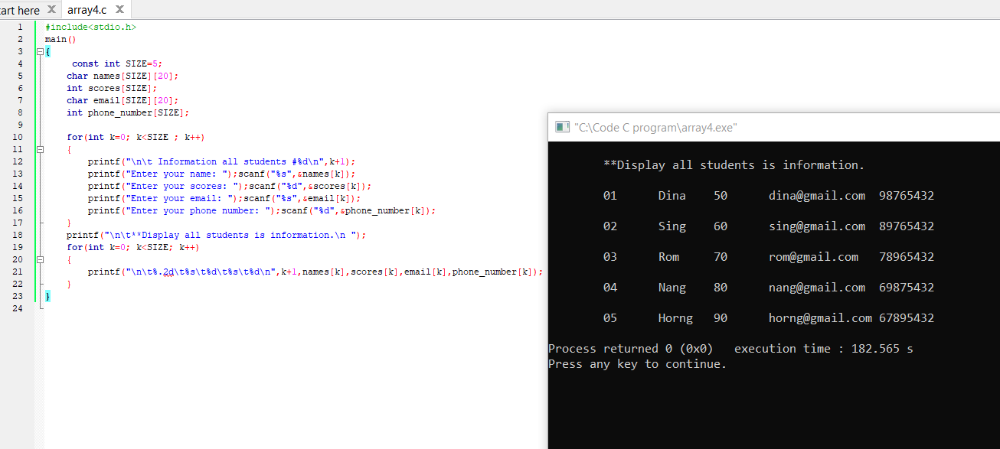 art here X array4.c X
1 #include<stdio.h>
2 main()
3 {
4 const int SIZE=5;
5 char names[SIZE][20];
6 int scores[SIZE];
7 char email[SIZE][20];
8 int phone_number[SIZE];
9
10 for(int k=0; k<SIZE ; k++)
11 {
12 printf("\n\t Information all students #%d\n",k+1);
13 printf("Enter your name: ");scanf("%s",&names[k]);
14 printf("Enter your scores: ");scanf("%d",&scores[k]);
15 printf("Enter your email: ");scanf("%s",&email[k]);
16 printf("Enter your phone number: ");scanf("%d",&phone_number[k]);
17 }
18 printf("\n\t**Display all students is information.\n ");
19 for(int k=0; k<SIZE; k++)
20 {
21 printf("\n\t%.2d\t%s\t%d\t%s\t%d\n",k+1,names[k],scores[k],email[k],phone_number[k]);
22 }
23 }
24
"C:\Code C program\array4.exe"
**Display all students is information.
01 Dina 50 dina@gmail.com 98765432
02 Sing 60 sing@gmail.com 89765432
03 Rom 70 rom@gmail.com 78965432
04 Nang 80 nang@gmail.com 69875432
05 Horng 90 horng@gmail.com 67895432
Process returned 0 (0x0) execution time : 182.565 s
Press any key to continue.